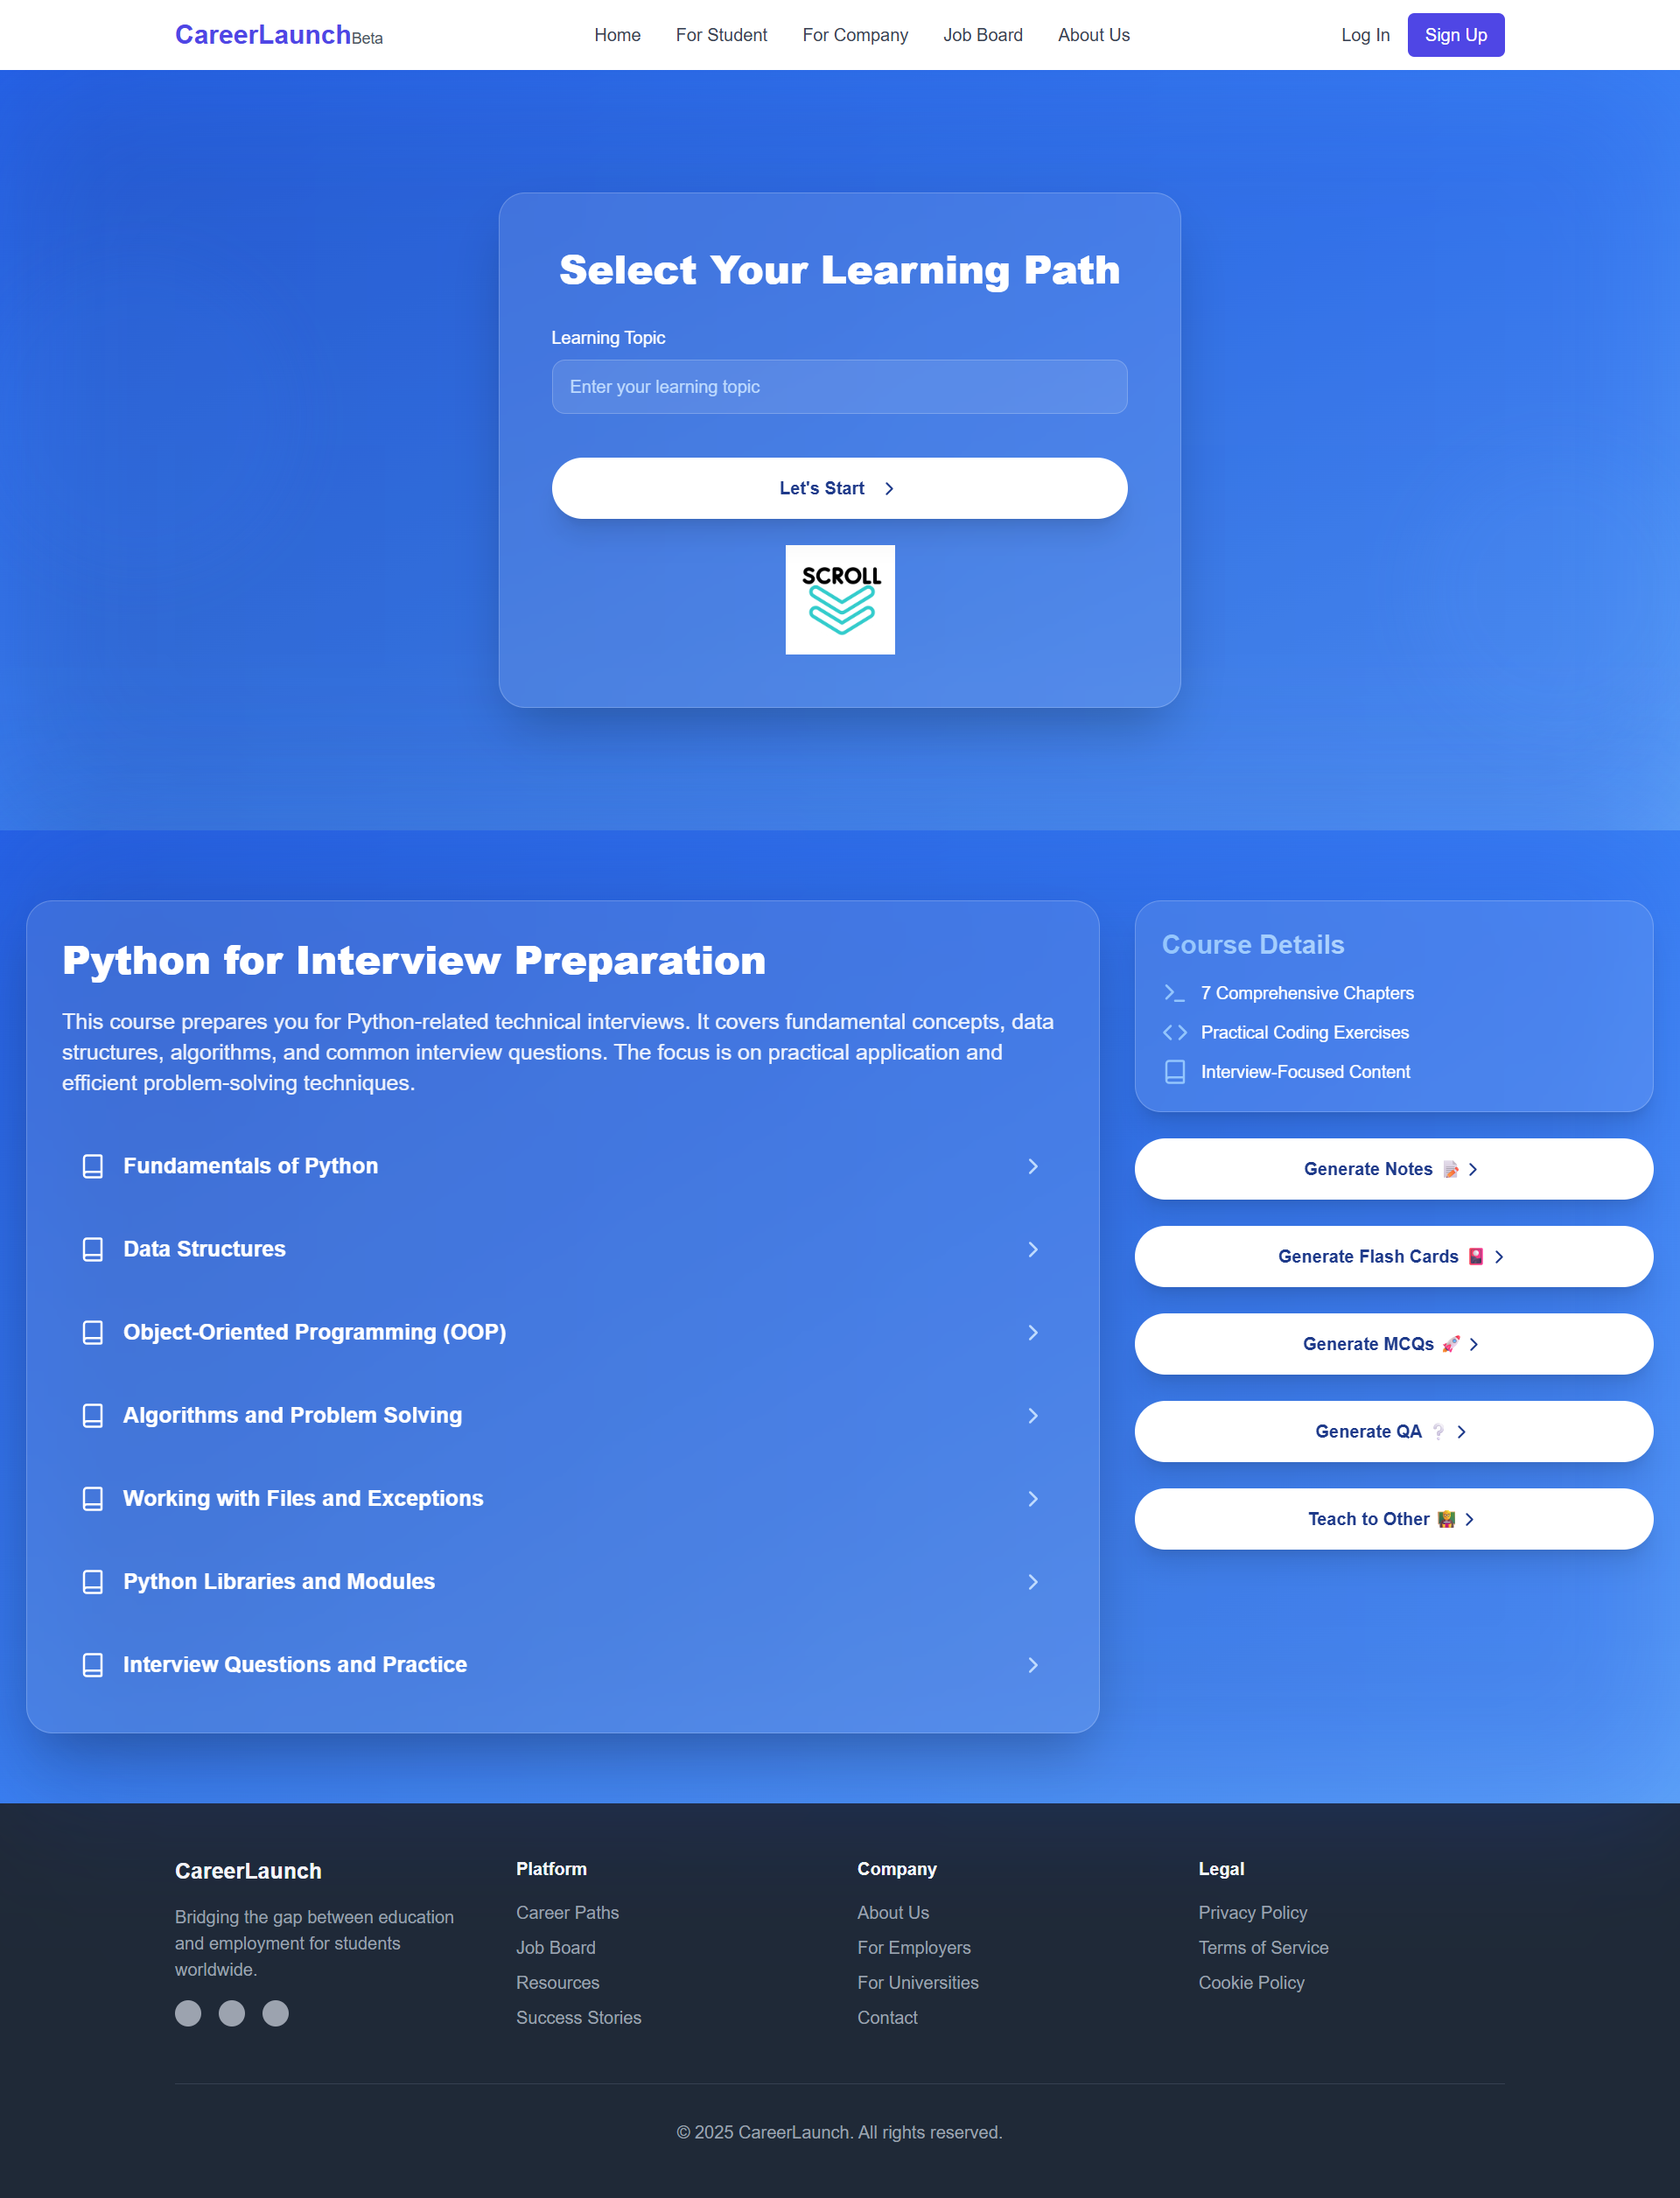 CareerLaunchBeta
Home
For Student
For Company
Job Board
About Us
Log In
Sign Up
Select Your Learning Path
Learning Topic
Enter your learning topic
Let's Start
SCROLL
Python for Interview Preparation
This course prepares you for Python-related technical interviews. It covers fundamental concepts, data
structures, algorithms, and common interview questions. The focus is on practical application and
efficient problem-solving techniques.
Fundamentals of Python
Data Structures
Object-Oriented Programming (OOP)
Algorithms and Problem Solving
Working with Files and Exceptions
Python Libraries and Modules
Interview Questions and Practice
Course Details
7 Comprehensive Chapters
Practical Coding Exercises
Interview-Focused Content
Generate Notes 📝
Generate Flash Cards 🎴
Generate MCQs 🚀
Generate QA ❔
Teach to Other 👩‍🏫
CareerLaunch
Bridging the gap between education
and employment for students
worldwide.
Platform
Career Paths
Job Board
Resources
Success Stories
Company
About Us
For Employers
For Universities
Contact
Legal
Privacy Policy
Terms of Service
Cookie Policy
© 2025 CareerLaunch. All rights reserved.